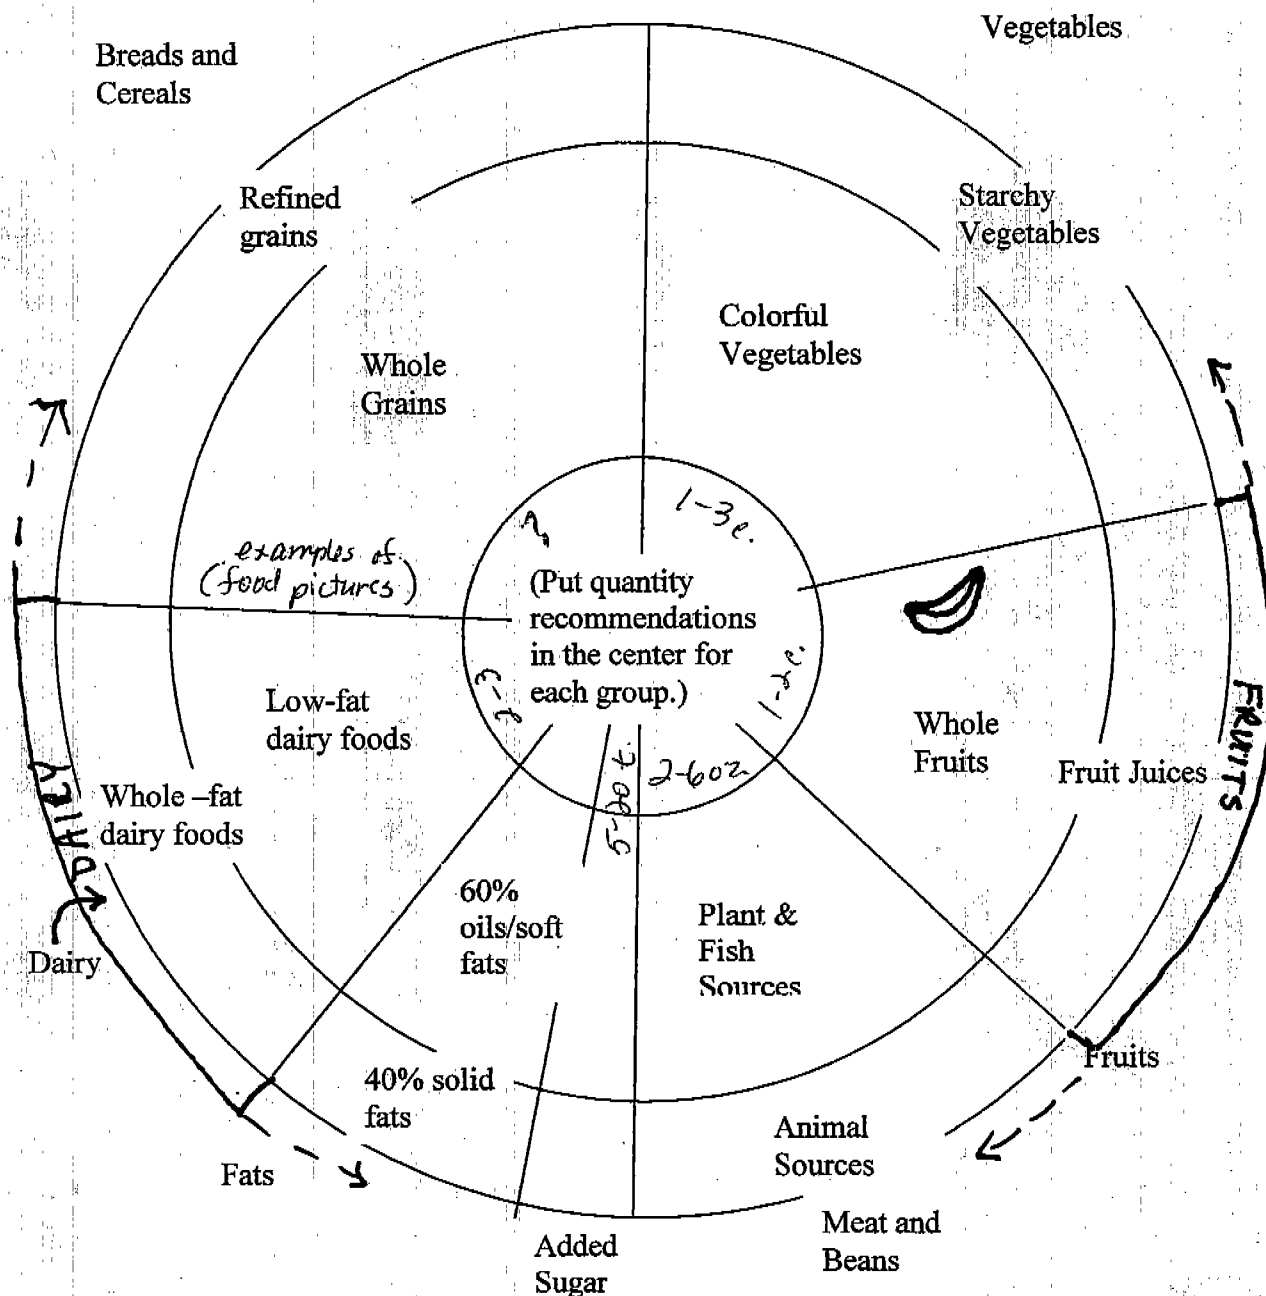 Breads and
Cereals
Vegetables
Refined
grains
Starchy
Vegetables
Whole
Grains
Colorful
Vegetables
1-3c.
examples of
(food pictures)
(Put quantity
recommendations
in the center for
each group.)
2-3
1-2c.
2-6oz
Low-fat
dairy foods
Whole
Fruits
Fruit Juices
FRUITS
DAIRY
Whole –fat
dairy foods
Dairy
60%
oils/soft
fats
Plant &
Fish
Sources
40% solid
fats
Fruits
Animal
Sources
Fats
Meat and
Beans
Added
Sugar